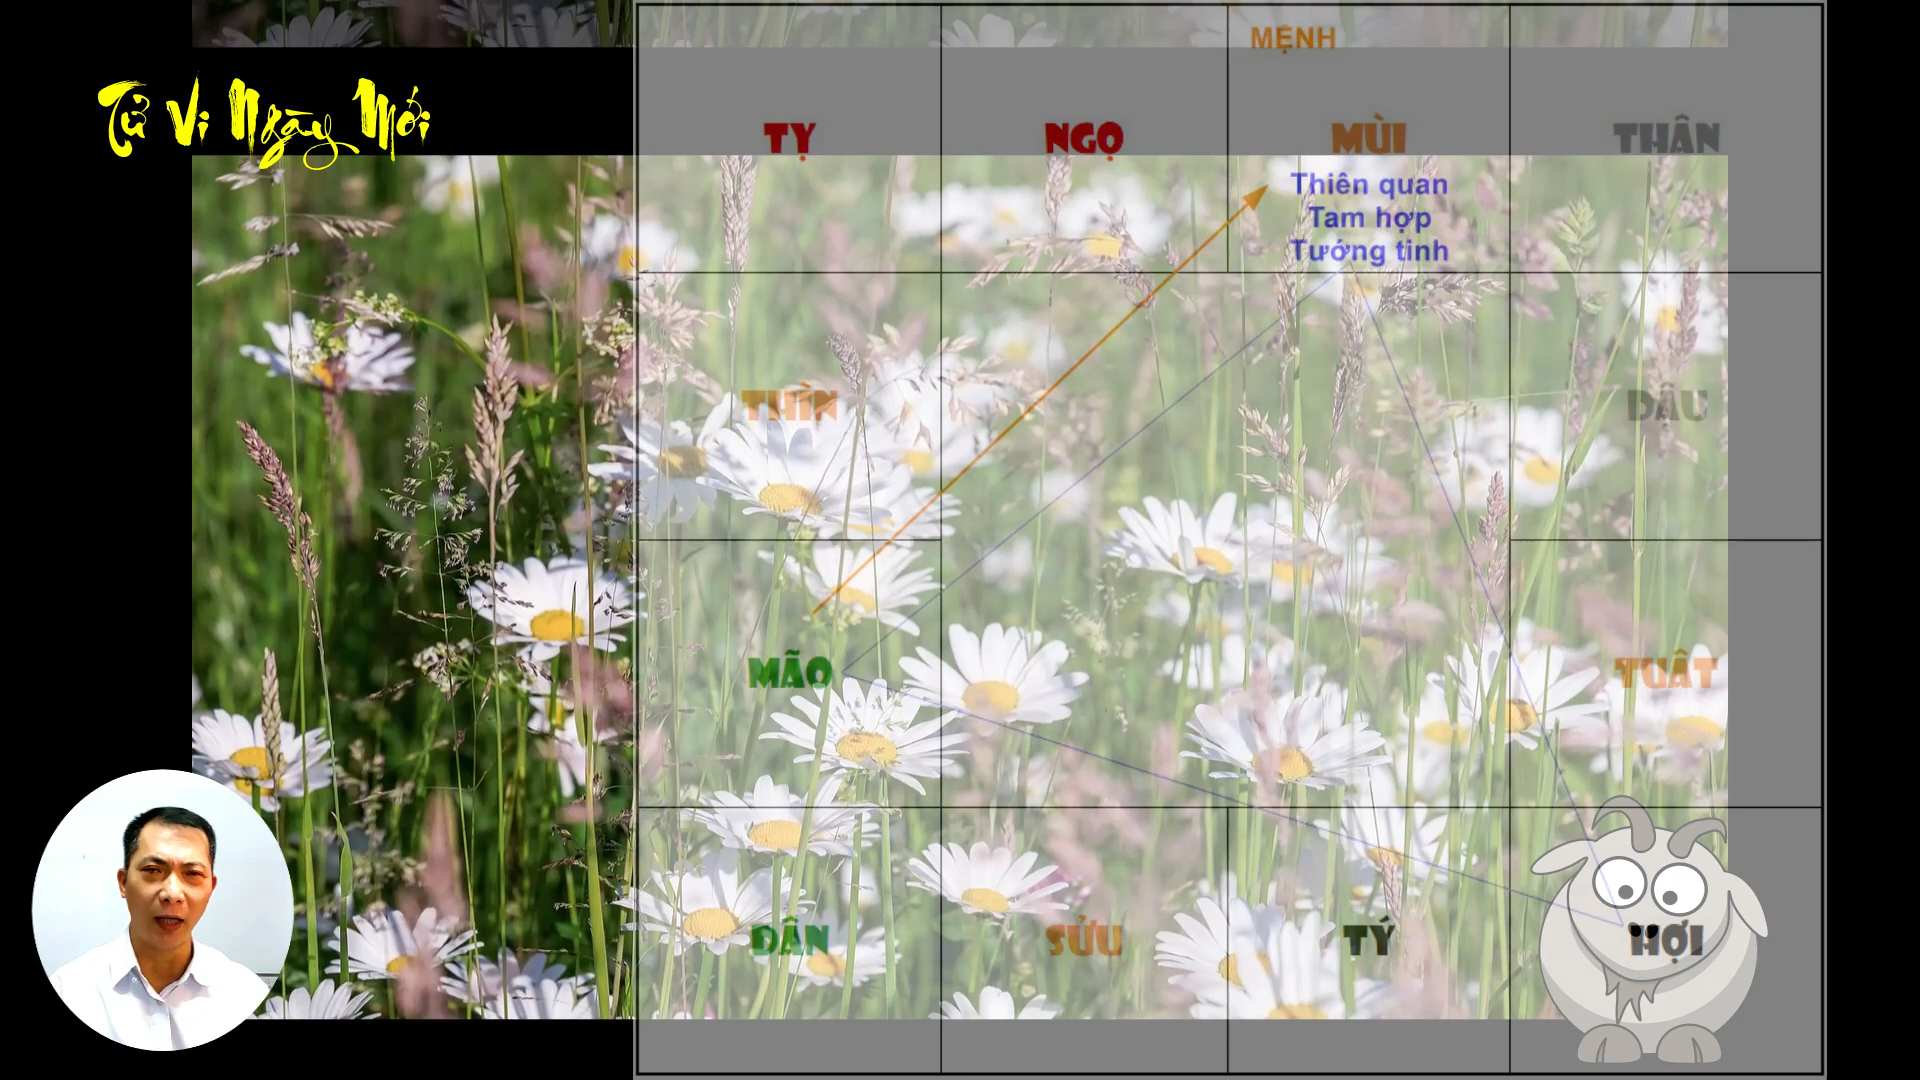 Tử Vi Ngày Mới
MỆNH
TỴ
NGỌ
MÙI
THÂN
Thiên quan
Tam hợp
Tướng tinh
THÌN
DẬU
MÃO
TUẤT
DẦN
SỬU
TÝ
HỢI